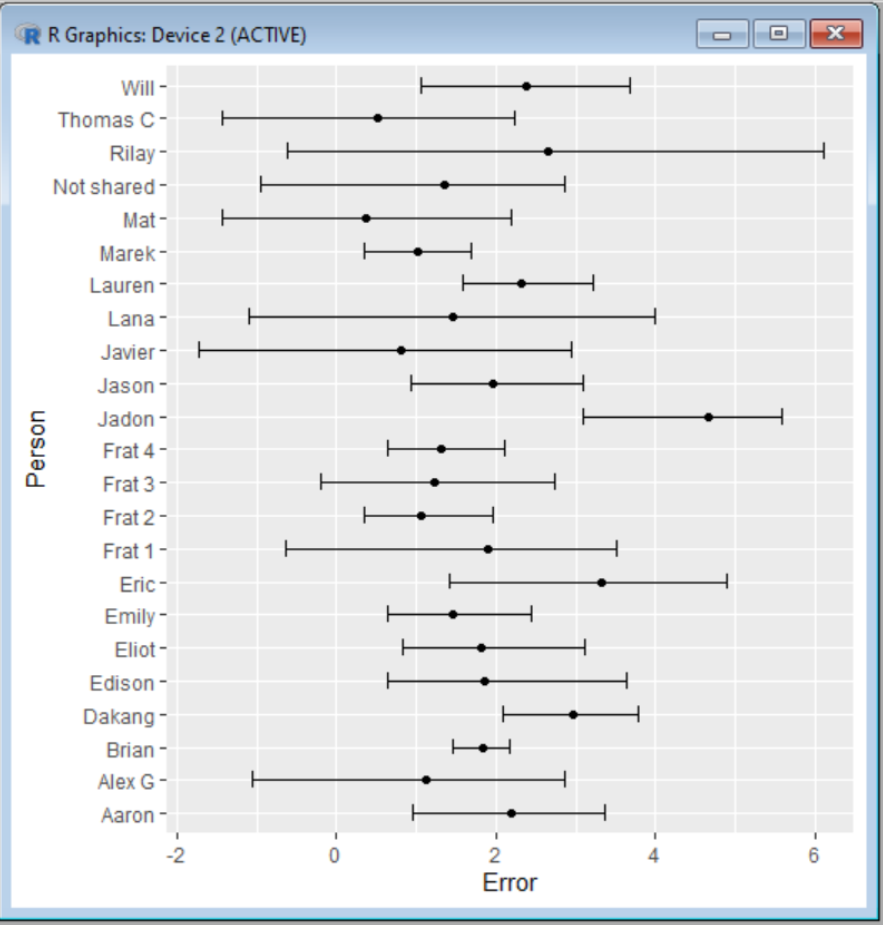 R Graphics: Device 2 (ACTIVE)
Will
Thomas C
Rilay
Not shared
Mat
Marek
Lauren
Lana
Javier
Jason
Jadon
Frat 4
Frat 3
Frat 2
Frat 1
Eric
Emily
Eliot
Edison
Dakang
Brian
Alex G
Aaron
Person
-2 0 2 4 6
Error